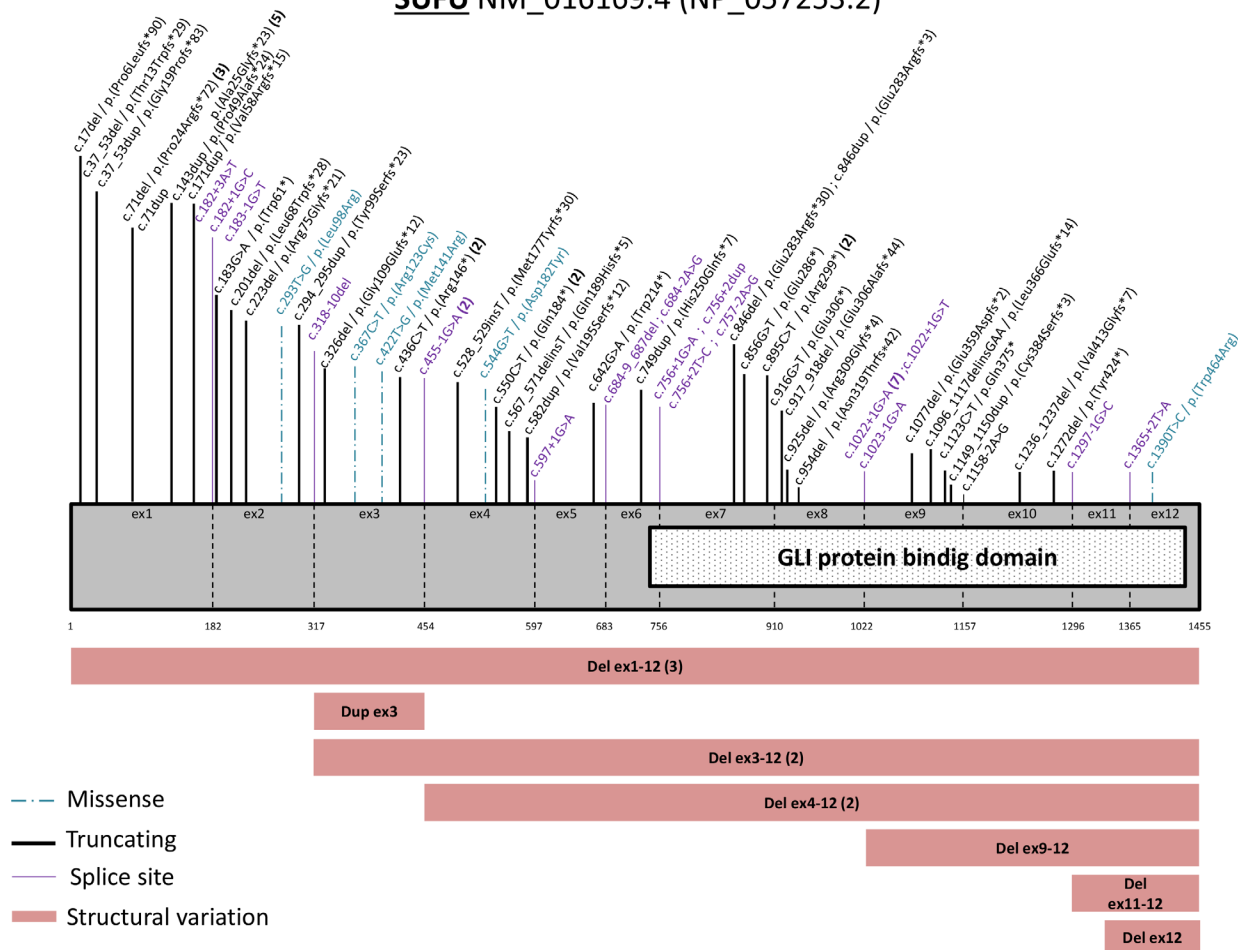 SUFU NM_016169.4 (NP_057253.2)
c.17del / p.(Pro6Leufs*90)
c.37_53del / p.(Thr13Trpfs*29)
c.37_53dup / p.(Gly19Profs*83)
c.71del / p.(Pro24Argfs*72) (3)
c.71dup p.(Ala25Glyfs*23) (5)
c.143dup / p.(Pro49Alafs*24)
c.171dup / p.(Val58Argfs*15)
c.182+3A>T
c.182+1G>C
c.183-1G>T
c.183G>A / p.(Trp61*)
c.201del / p.(Leu68Trpfs*28)
c.223del / p.(Arg75Glyfs*21)
c.293T>G / p.(Leu98Arg)
c.294_295dup / p.(Tyr99Serfs*23)
c.318-10del
c.326del / p.(Gly109Glufs*12)
c.367C>T / p.(Arg123Cys)
c.422T>G / p.(Met141Arg)
c.436C>T / p.(Arg146*) (2)
c.455-1G>A (2)
c.528_529insT / p.(Met177Tyrfs*30)
c.544G>T / p.(Asp182Tyr)
c.550C>T / p.(Gln184*) (2)
c.567_571delinsT / p.(Gln189Hisfs*5)
c.582dup / p.(Val195Serfs*12)
c.597+1G>A
c.642G>A / p.(Trp214*)
c.684-9_687del ; c.684-2A>G
c.749dup / p.(His250Glnfs*7)
c.756+1G>A ; c.756+2dup
c.756+2T>C ; c.757-2A>G
c.846del / p.(Glu283Argfs*30) ; c.846dup / p.(Glu283Argfs*3)
c.856G>T / p.(Glu286*)
c.895C>T / p.(Arg299*) (2)
c.916G>T / p.(Glu306*)
c.917_918del / p.(Glu306Alafs*44)
c.925del / p.(Arg309Glyfs*4)
c.954del / p.(Asn319Thrfs*42)
c.1022+1G>A (7) ; c.1022+1G>T
c.1023-1G>A
c.1077del / p.(Glu359Aspfs*2)
c.1096_1117delinsGAA / p.(Leu366Glufs*14)
c.1123C>T / p.Gln375*
c.1149_1150dup / p.(Cys384Serfs*3)
c.1158-2A>G
c.1236_1237del / p.(Val413Glyfs*7)
c.1272del / p.(Tyr424*)
c.1297-1G>C
c.1365+2T>A
c.1390T>C / p.(Trp464Arg)
ex1 ex2 ex3 ex4 ex5 ex6 ex7 ex8 ex9 ex10 ex11 ex12
GLI protein bindig domain
1 182 317 454 597 683 756 910 1022 1157 1296 1365 1455
Del ex1-12 (3)
Dup ex3
Del ex3-12 (2)
Del ex4-12 (2)
Del ex9-12
Del
ex11-12
Del ex12
Missense
Truncating
Splice site
Structural variation